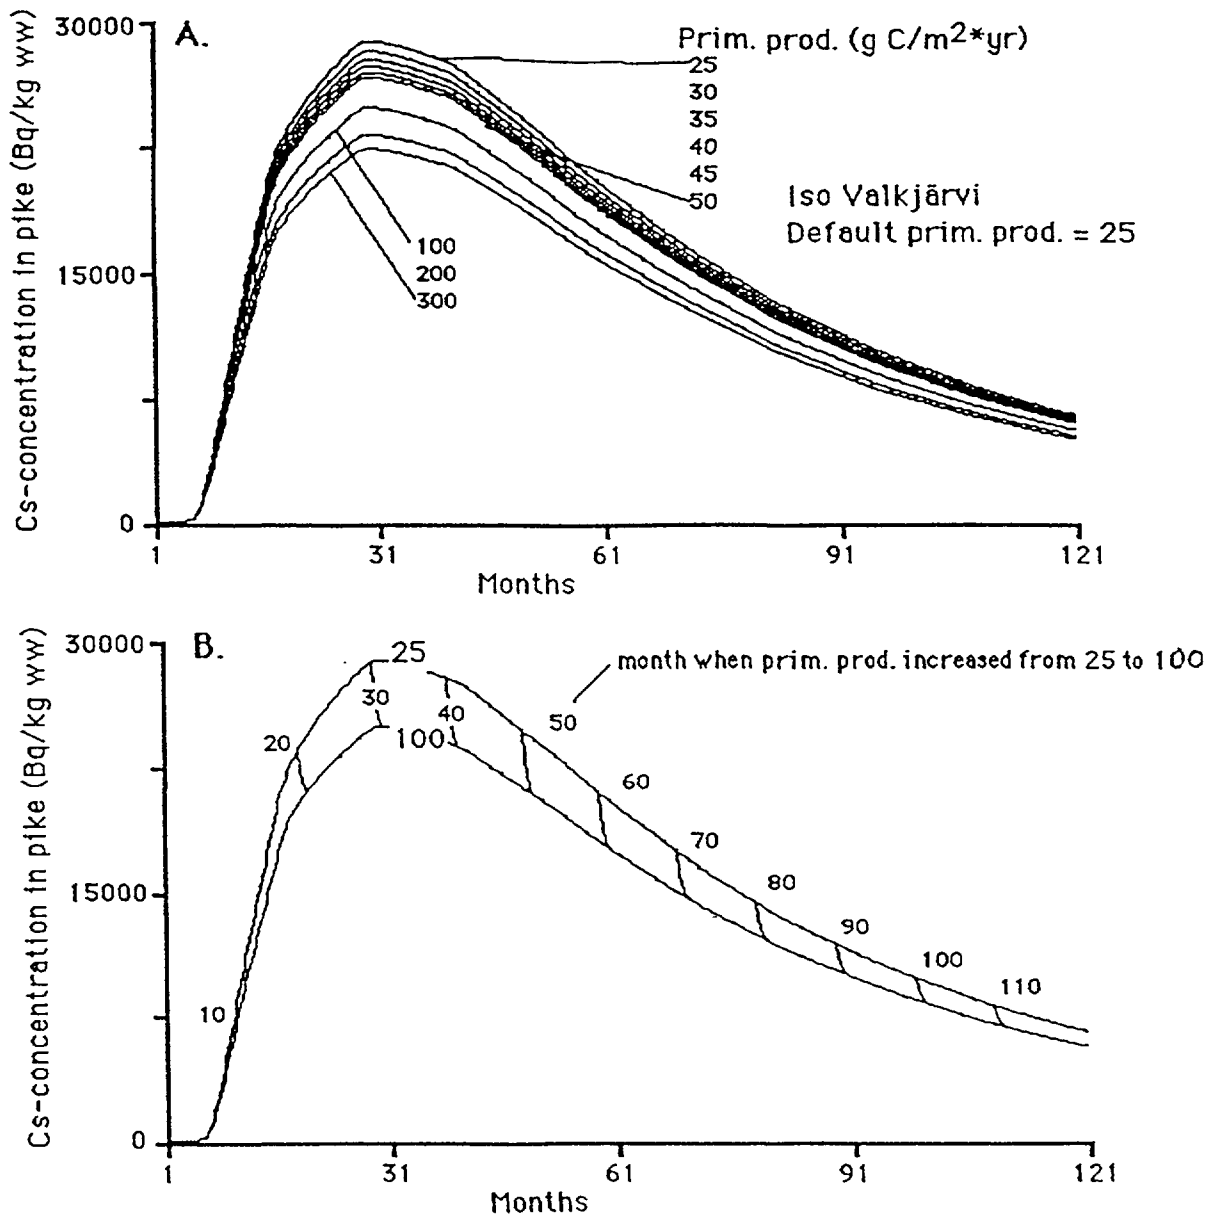 A.
Cs-concentration in pike (Bq/kg ww)
30000
15000
0
Prim. prod. (g C/m2*yr)
25
30
35
40
45
50
100
200
300
Iso Valkjärvi
Default prim. prod. = 25
1 31 61 91 121
Months
B.
Cs-concentration in pike (Bq/kg ww)
30000
15000
0
month when prim. prod. increased from 25 to 100
25
100
10
20
30
40
50
60
70
80
90
100
110
1 31 61 91 121
Months